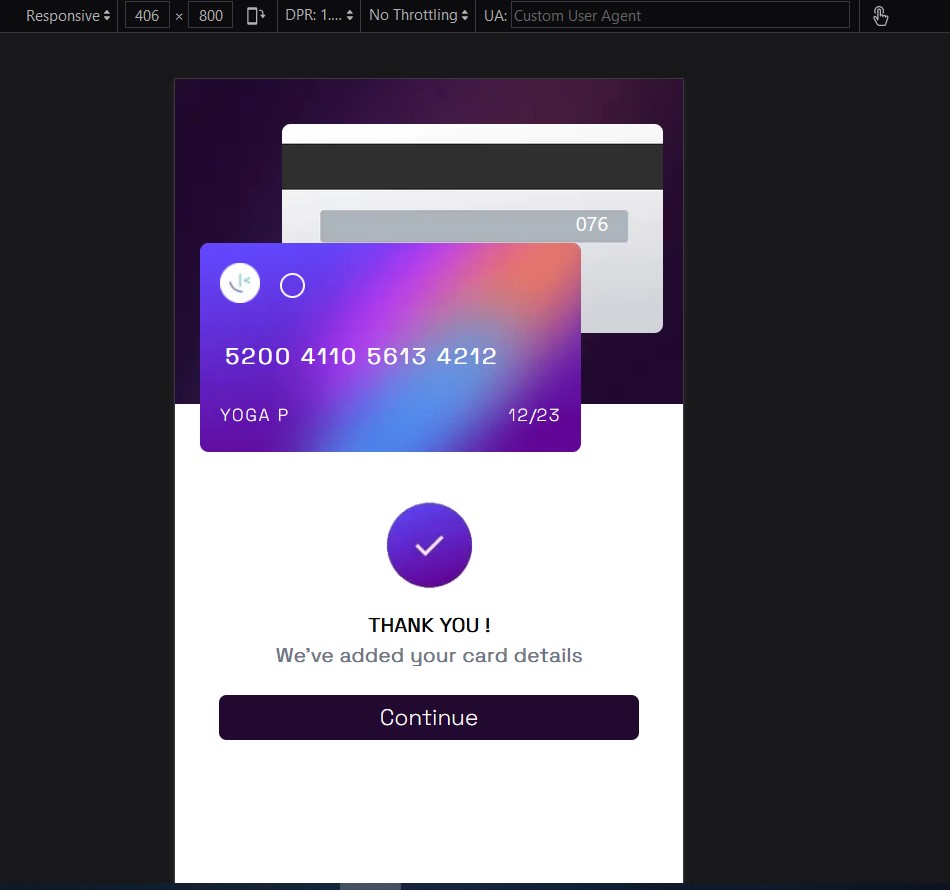 Responsive 406 × 800 DPR: 1.... No Throttling UA: Custom User Agent
076
5200 4110 5613 4212
YOGA P 12/23
THANK YOU !
We've added your card details
Continue